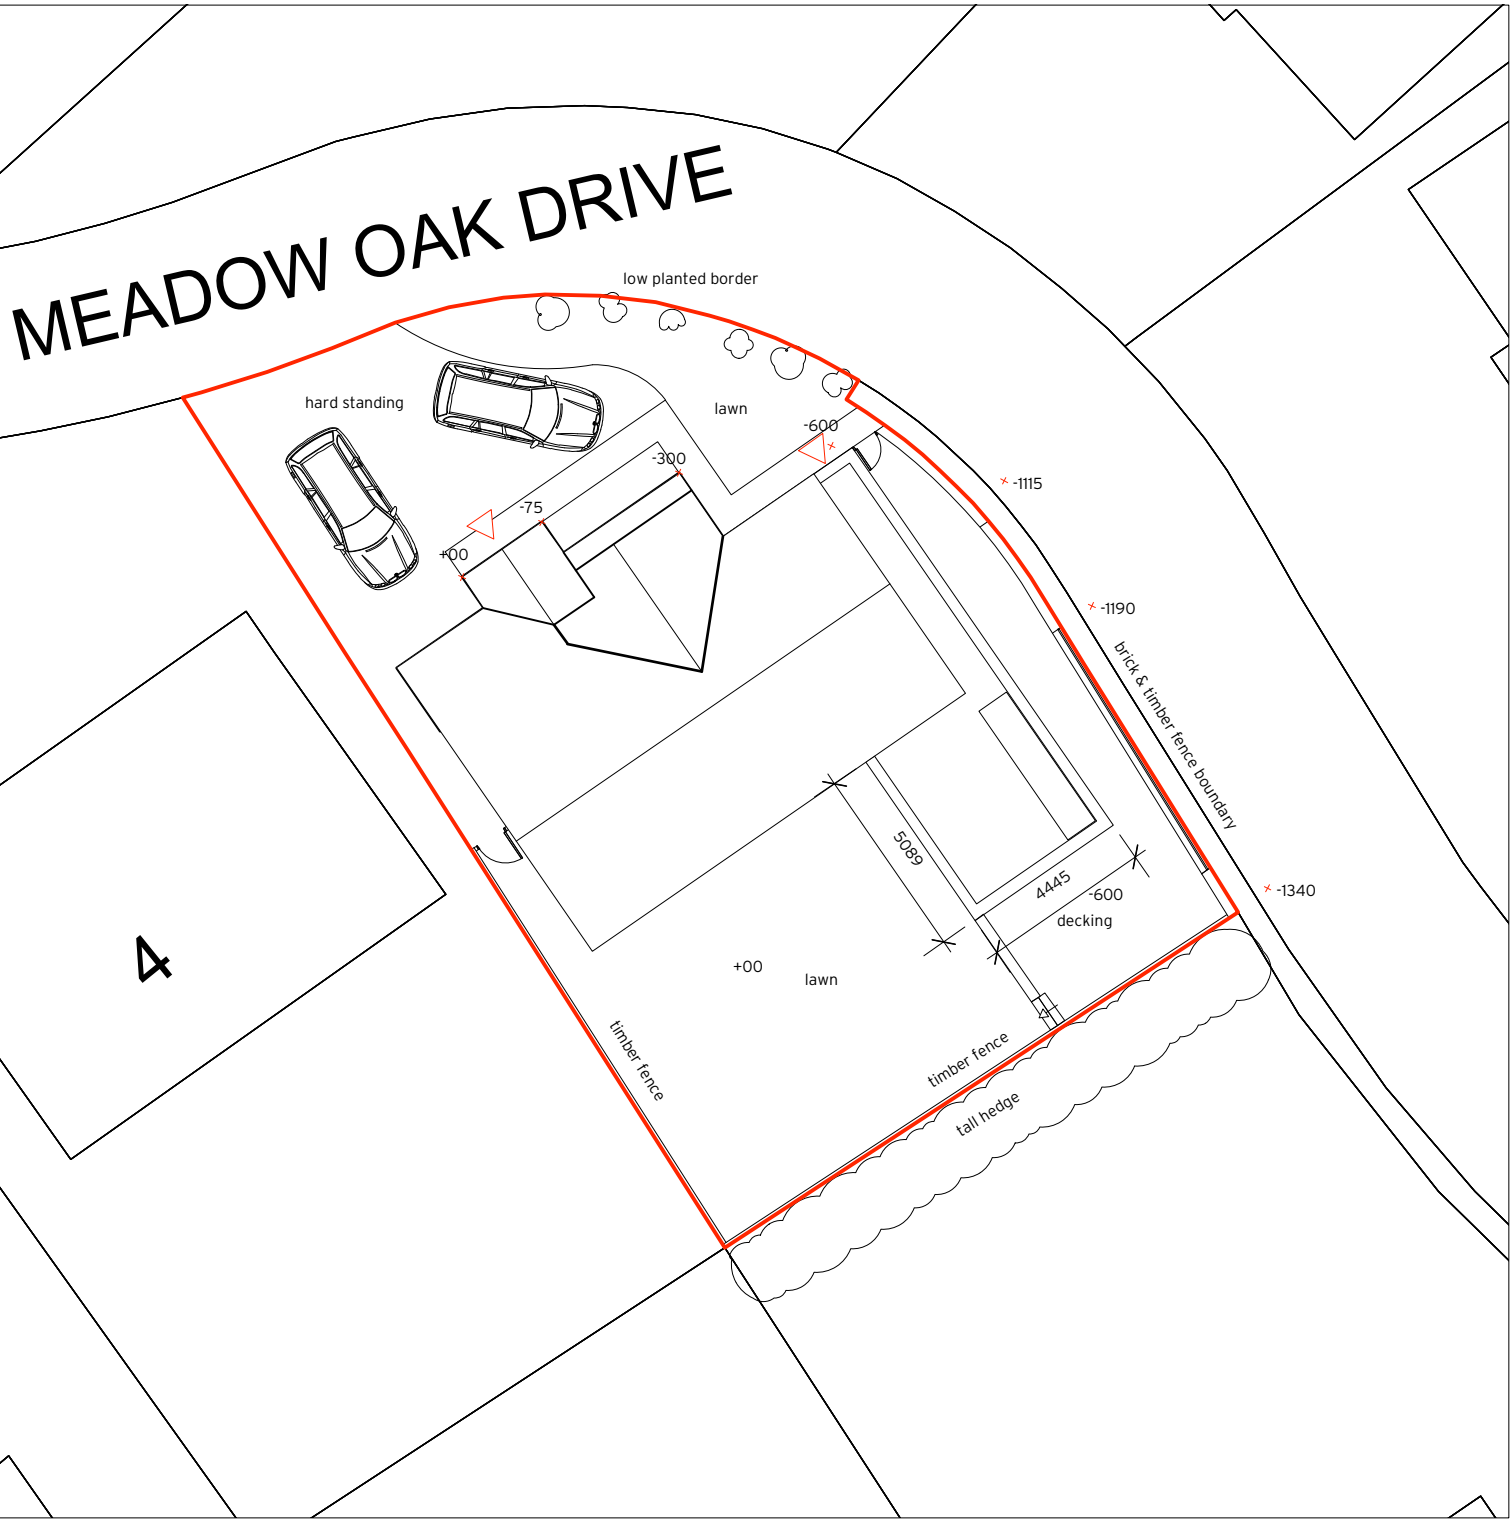 MEADOW OAK DRIVE
low planted border
hard standing
lawn
-600
-300
-75
+00
-1115
-1190
brick & timber fence boundary
5089
4445
-600
decking
-1340
4
+00
lawn
timber fence
timber fence
tall hedge